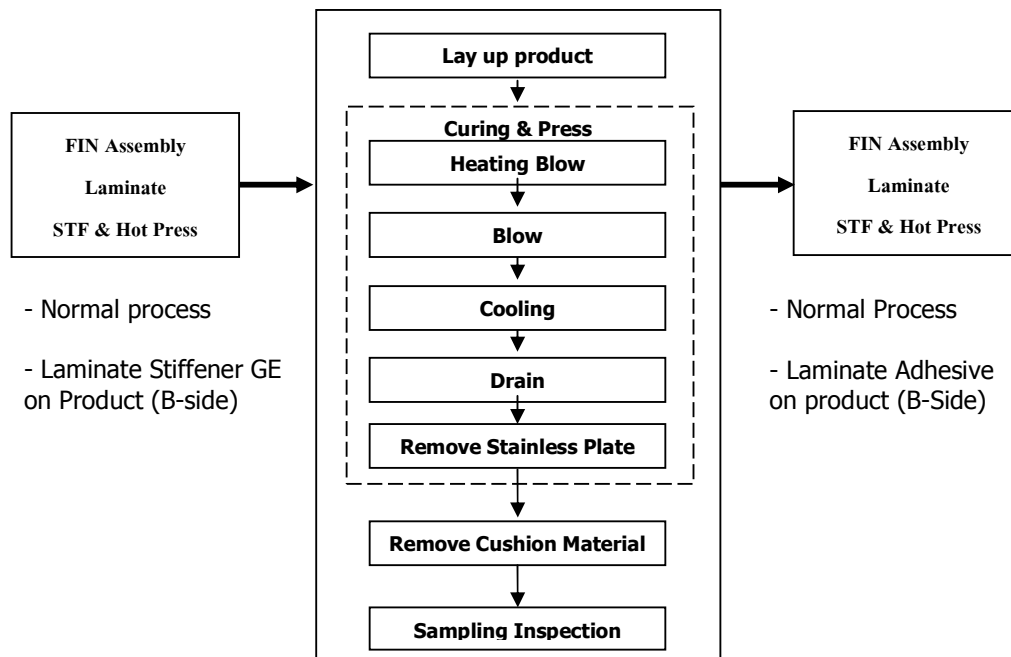 FIN Assembly
Laminate
STF & Hot Press
- Normal process
- Laminate Stiffener GE
on Product (B-side)
Lay up product
Curing & Press
Heating Blow
Blow
Cooling
Drain
Remove Stainless Plate
Remove Cushion Material
Sampling Inspection
FIN Assembly
Laminate
STF & Hot Press
- Normal Process
- Laminate Adhesive
on product (B-Side)